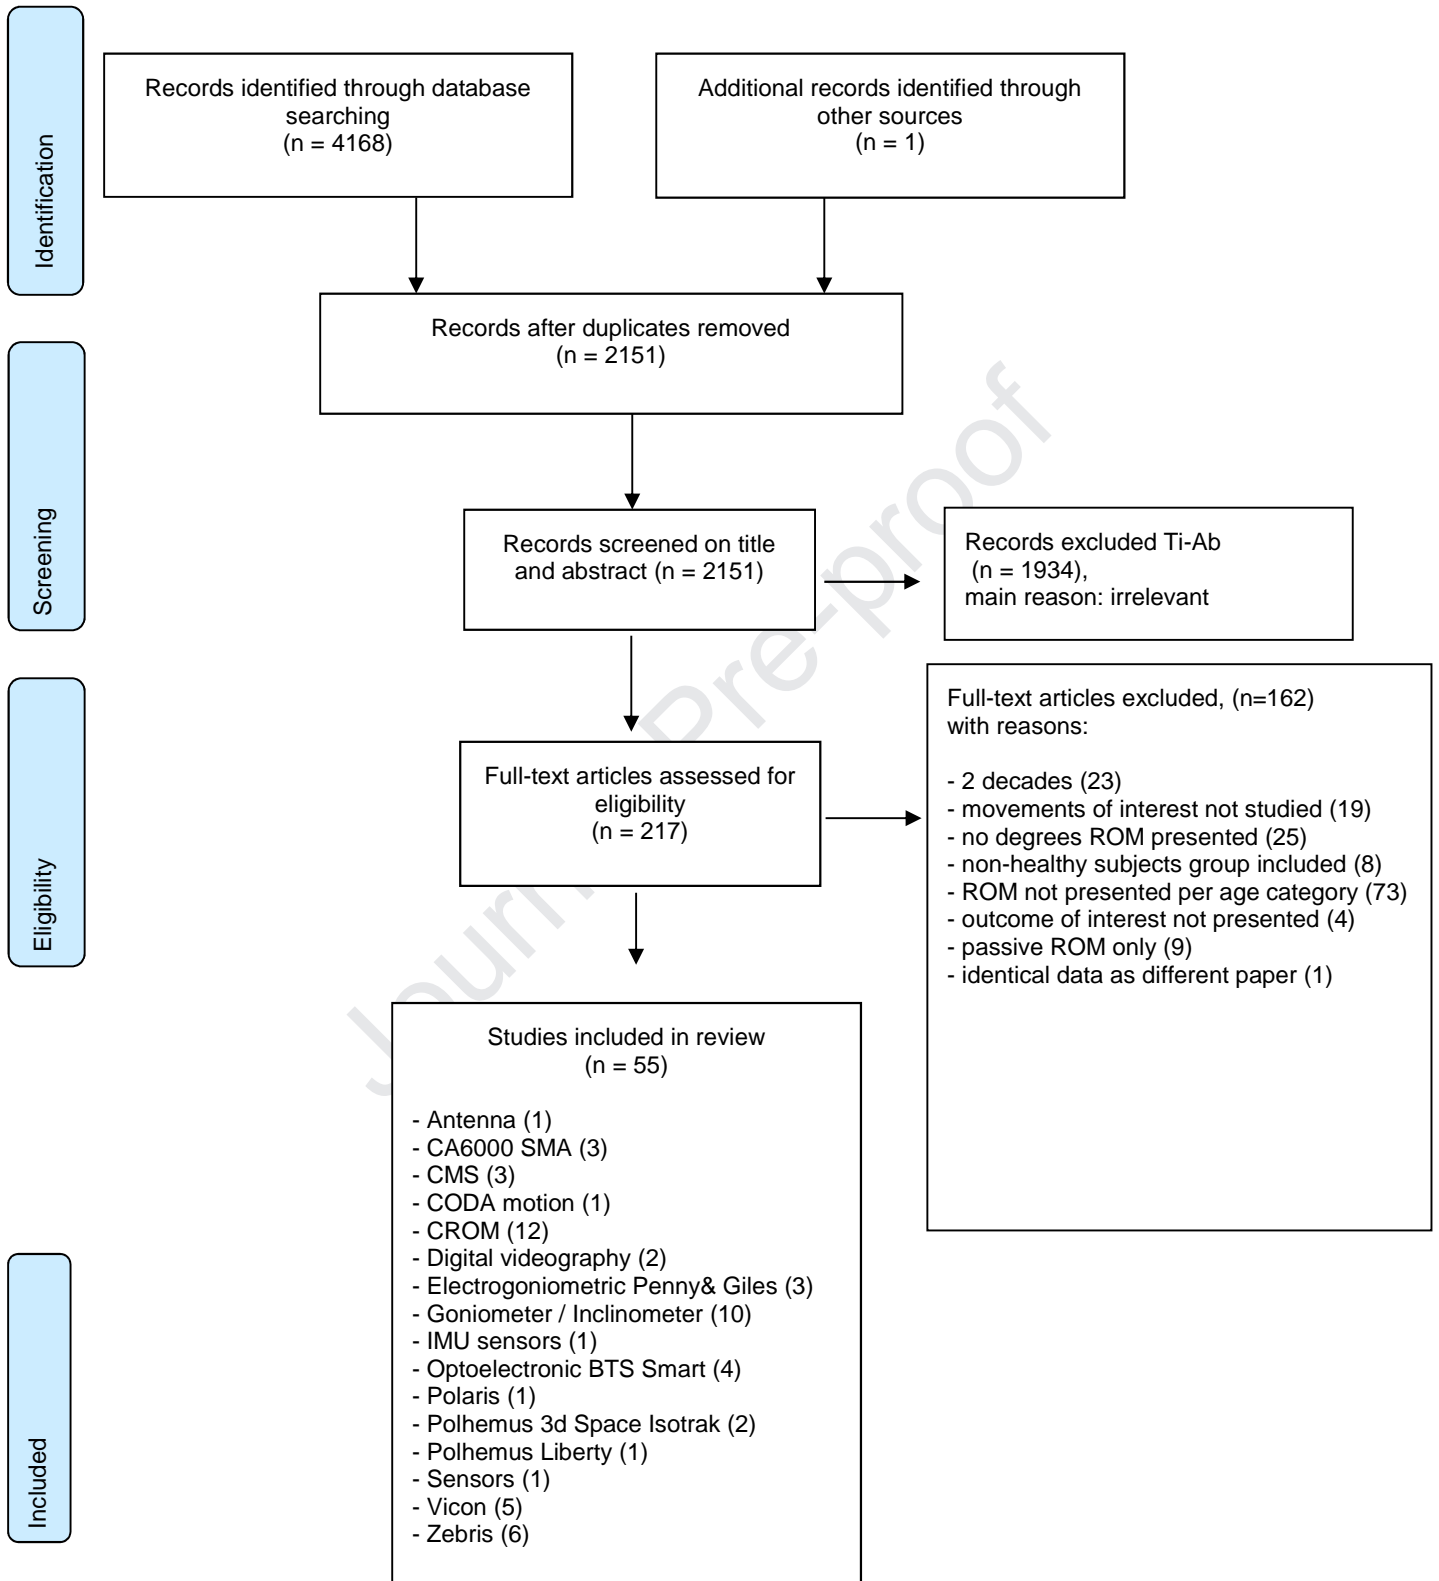 Identification
Records identified through database
searching
(n = 4168)
Additional records identified through
other sources
(n = 1)
Records after duplicates removed
(n = 2151)
Screening
Records screened on title
and abstract (n = 2151)
Records excluded Ti-Ab
(n = 1934),
main reason: irrelevant
Eligibility
Full-text articles assessed for
eligibility
(n = 217)
Full-text articles excluded, (n=162)
with reasons:
- 2 decades (23)
- movements of interest not studied (19)
- no degrees ROM presented (25)
- non-healthy subjects group included (8)
- ROM not presented per age category (73)
- outcome of interest not presented (4)
- passive ROM only (9)
- identical data as different paper (1)
Included
Studies included in review
(n = 55)
- Antenna (1)
- CA6000 SMA (3)
- CMS (3)
- CODA motion (1)
- CROM (12)
- Digital videography (2)
- Electrogoniometric Penny& Giles (3)
- Goniometer / Inclinometer (10)
- IMU sensors (1)
- Optoelectronic BTS Smart (4)
- Polaris (1)
- Polhemus 3d Space Isotrak (2)
- Polhemus Liberty (1)
- Sensors (1)
- Vicon (5)
- Zebris (6)
Journal Pre-proof